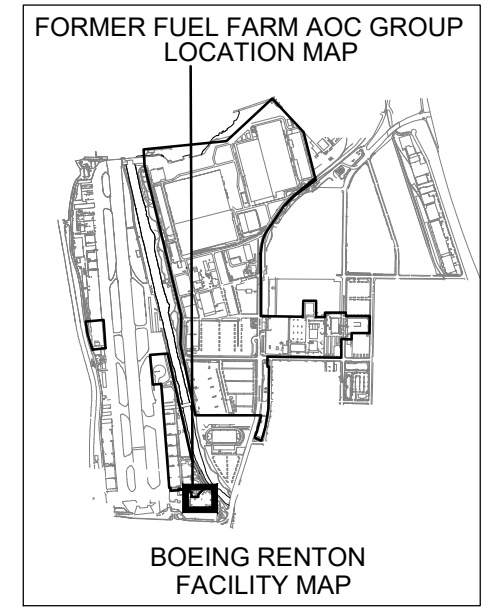 FORMER FUEL FARM AOC GROUP
LOCATION MAP
BOEING RENTON
FACILITY MAP